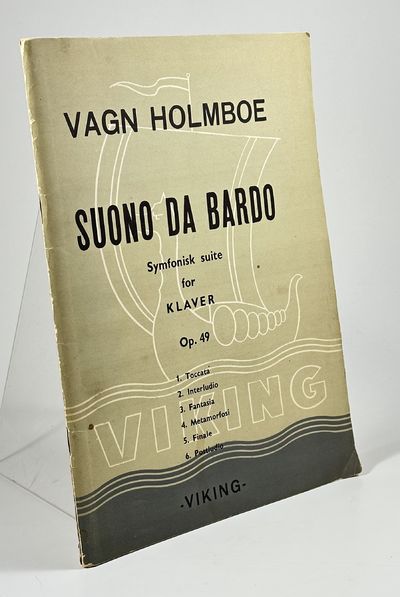 VAGN HOLMBOE
SUONO DA BARDO
Symfonisk suite
for
KLAVER
Op. 49
1. Toccata
2. Interludio
3. Fantasia
4. Metamorfosi
5. Finale
6. Postludio
VIKING
-VIKING-